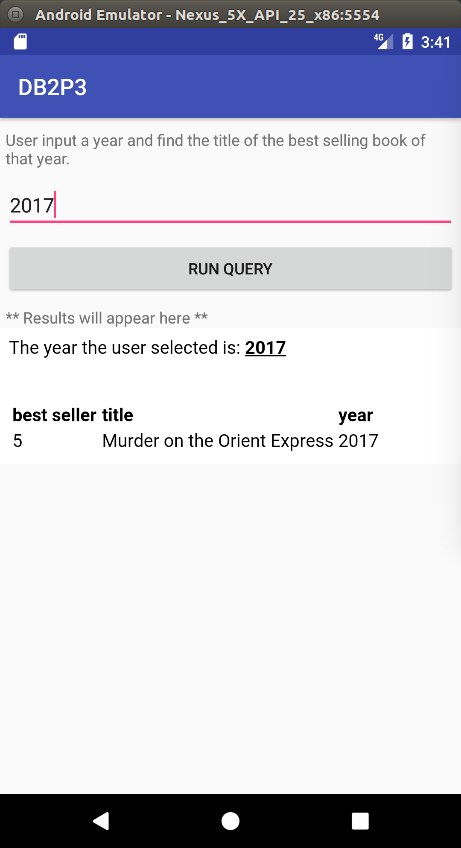 Android Emulator - Nexus_5X_API_25_x86:5554
4G 3:41
DB2P3
User input a year and find the title of the best selling book of
that year.
2017
RUN QUERY
** Results will appear here **
The year the user selected is: 2017
best seller title year
5 Murder on the Orient Express 2017